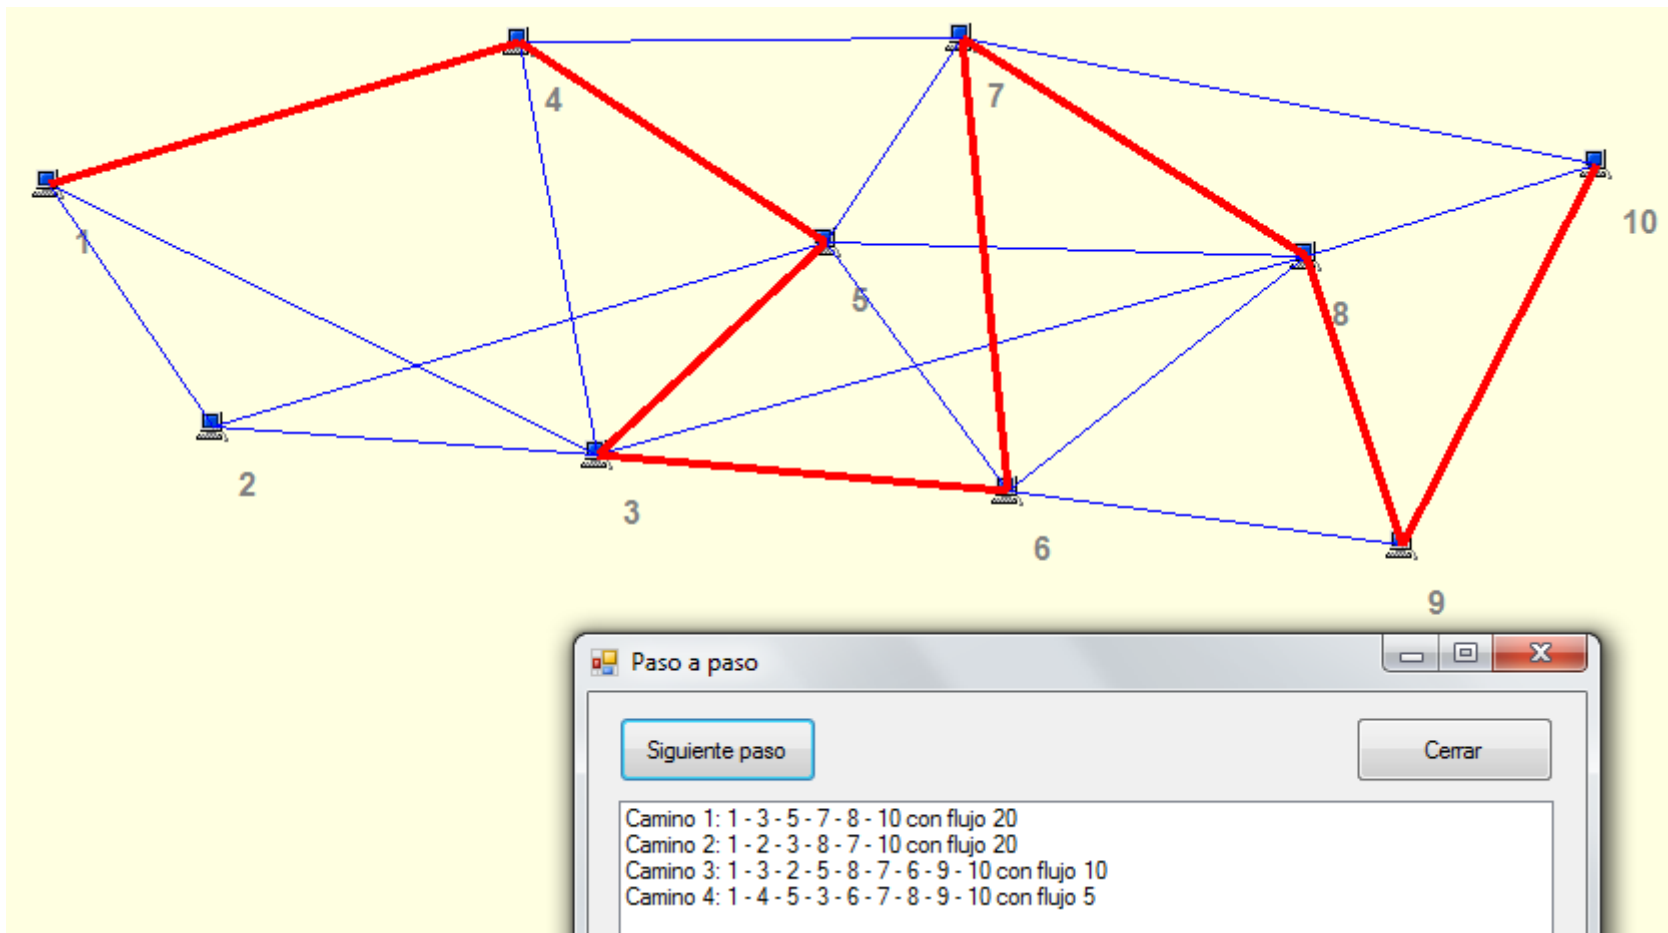 4
7
1
10
5
8
2
3
6
9
Paso a paso
Siguiente paso
Cerrar
Camino 1: 1 - 3 - 5 - 7 - 8 - 10 con flujo 20
Camino 2: 1 - 2 - 3 - 8 - 7 - 10 con flujo 20
Camino 3: 1 - 3 - 2 - 5 - 8 - 7 - 6 - 9 - 10 con flujo 10
Camino 4: 1 - 4 - 5 - 3 - 6 - 7 - 8 - 9 - 10 con flujo 5